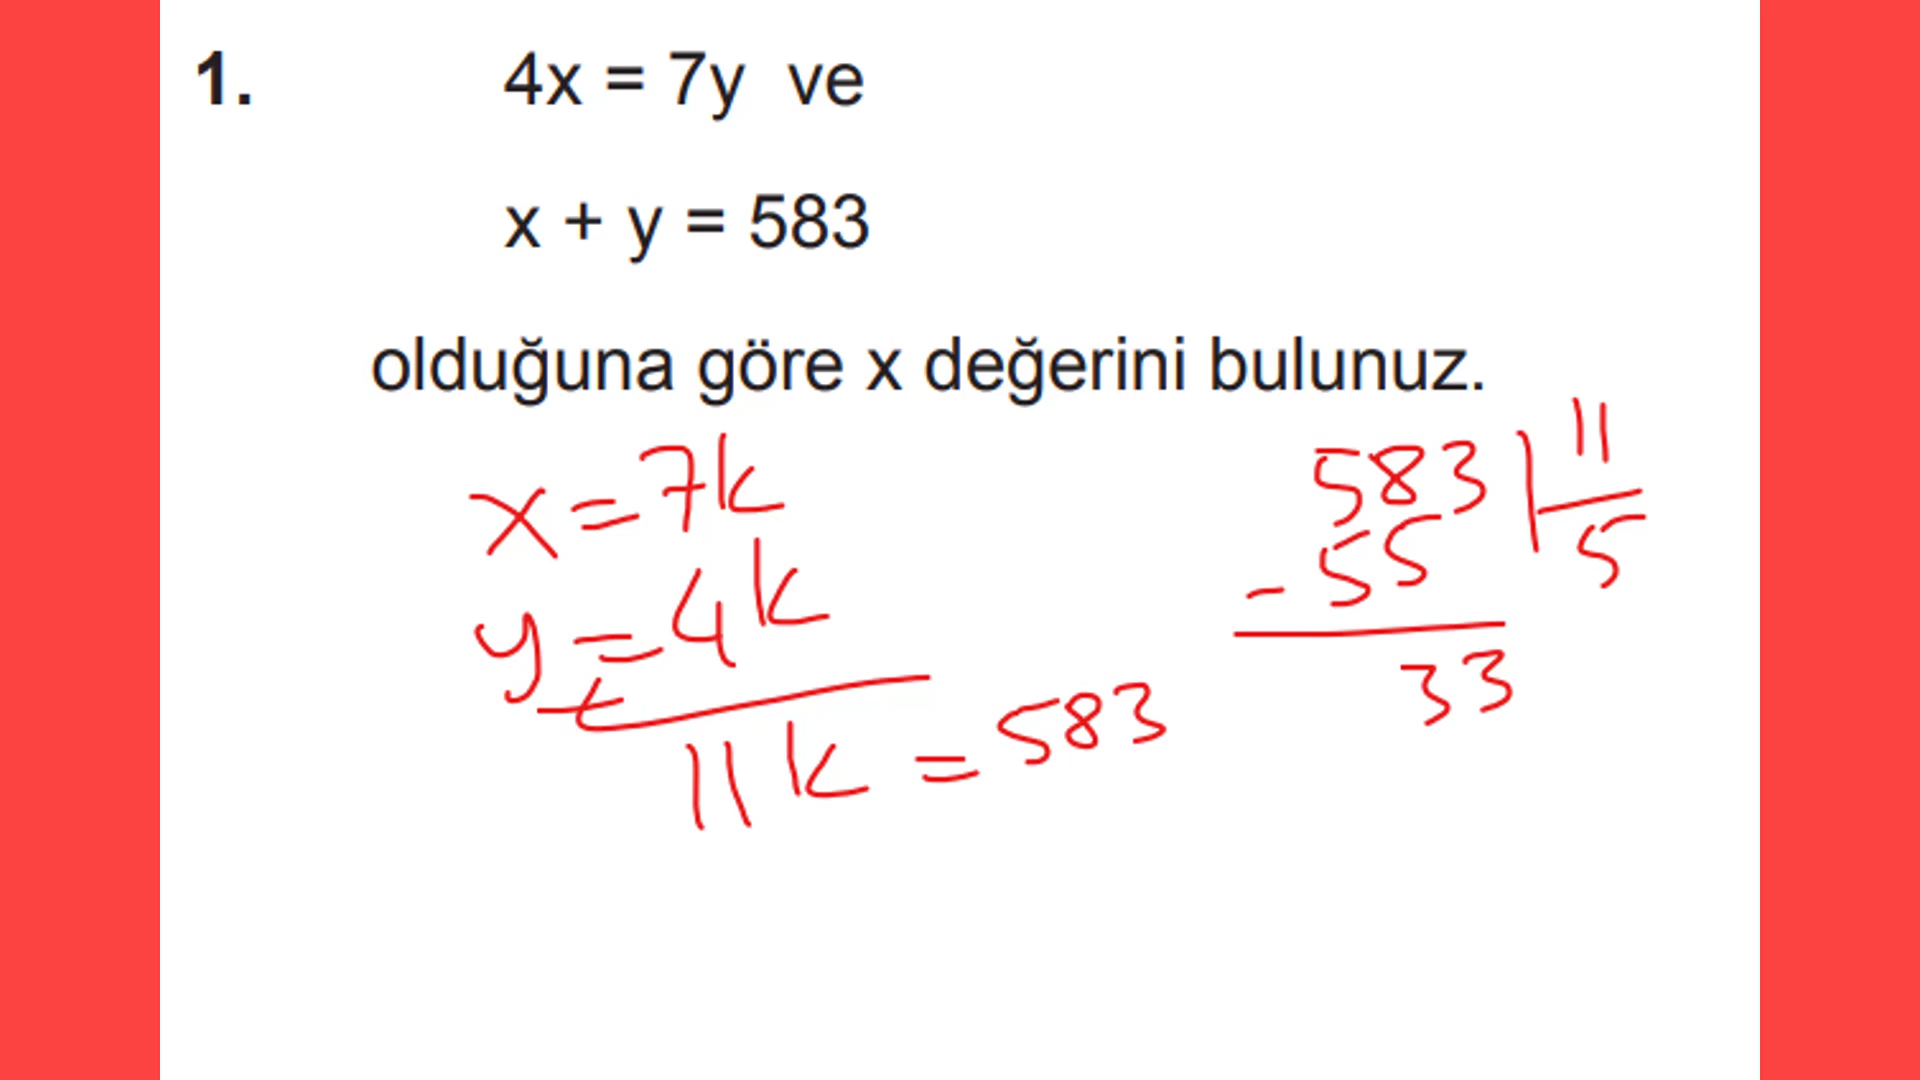 1. 4x = 7y ve
x + y = 583
olduğuna göre x değerini bulunuz.
x = 7k
y = 4k
+
11k = 583
583 | 11
- 55 5
33